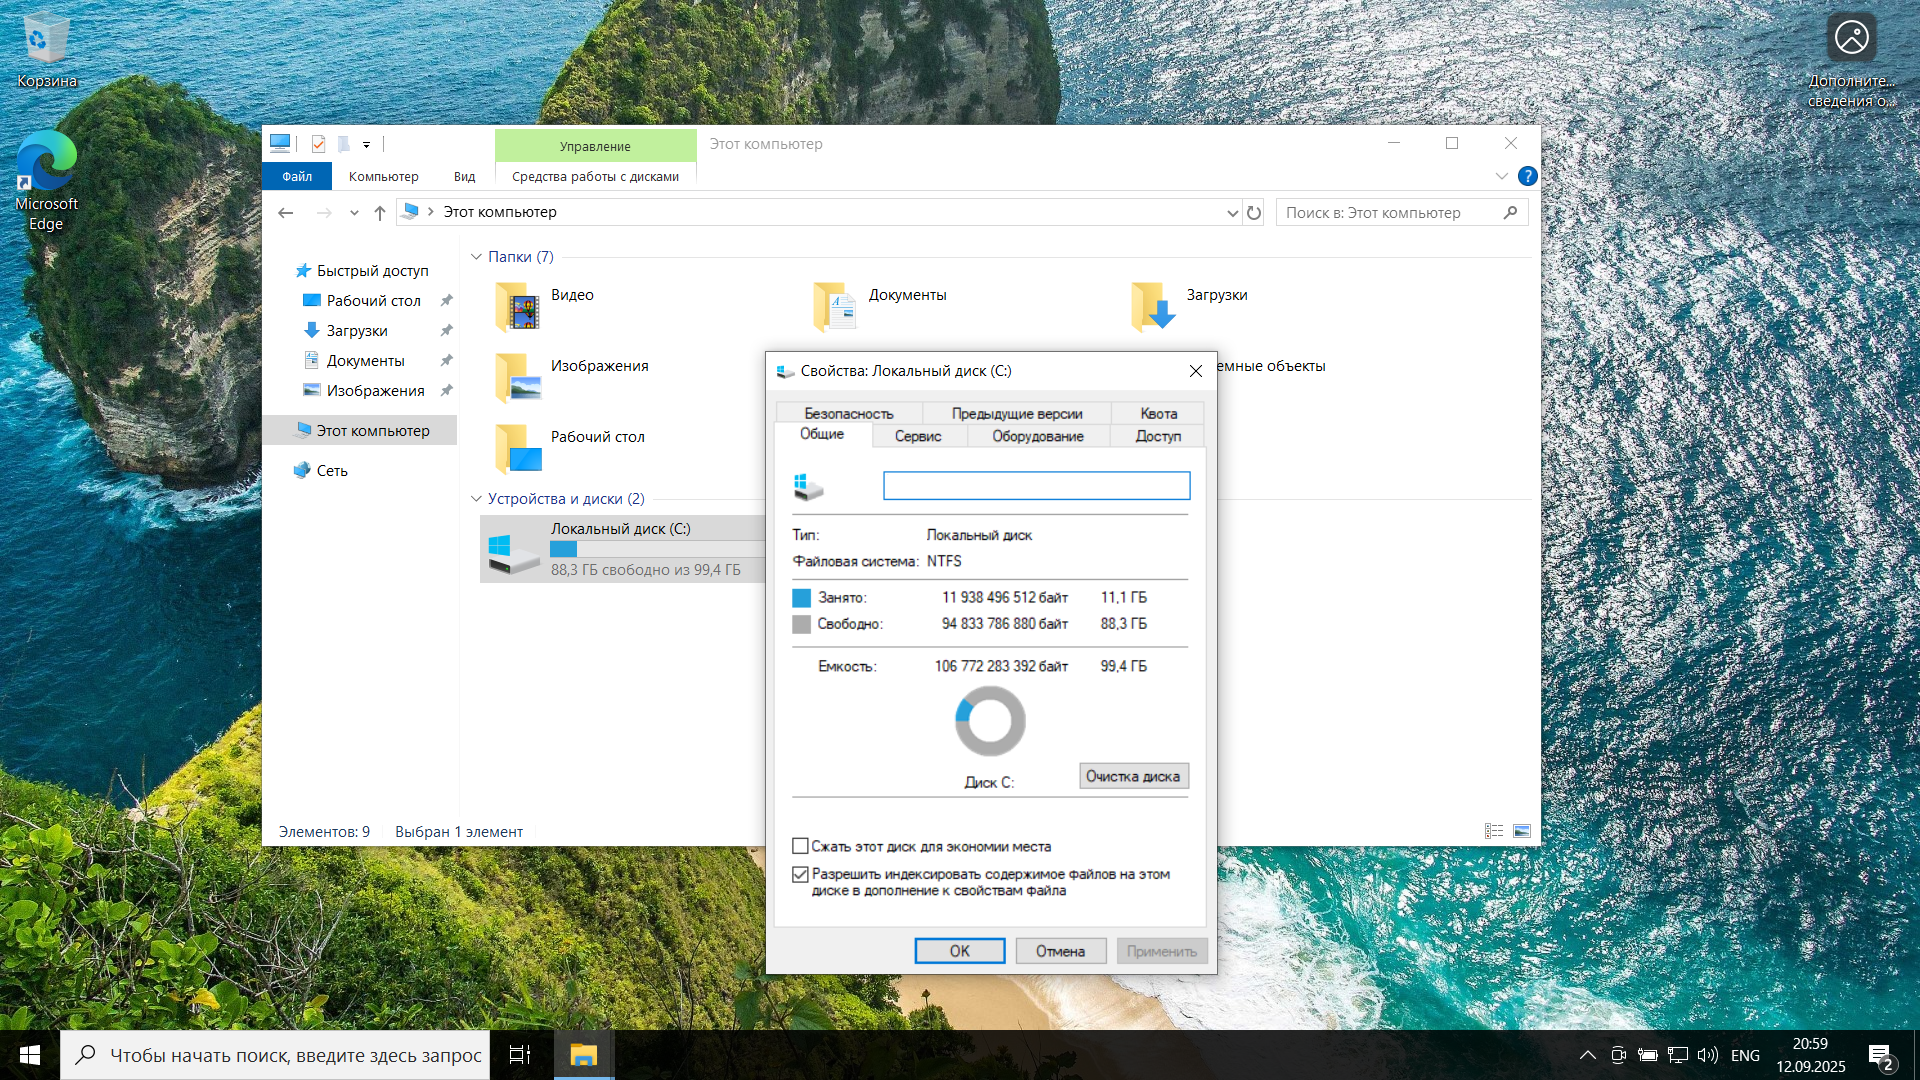 Корзина
Microsoft
Edge
Дополните...
сведения о...
Управление
Этот компьютер
Файл
Компьютер
Вид
Средства работы с дисками
Этот компьютер
Поиск в: Этот компьютер
Быстрый доступ
Рабочий стол
Загрузки
Документы
Изображения
Этот компьютер
Сеть
Папки (7)
Видео
Документы
Загрузки
Изображения
емные объекты
Рабочий стол
Устройства и диски (2)
Локальный диск (C:)
88,3 ГБ свободно из 99,4 ГБ
Элементов: 9
Выбран 1 элемент
Свойства: Локальный диск (C:)
Безопасность
Предыдущие версии
Квота
Общие
Сервис
Оборудование
Доступ
Тип:
Локальный диск
Файловая система:
NTFS
Занято:
11 938 496 512 байт
11,1 ГБ
Свободно:
94 833 786 880 байт
88,3 ГБ
Емкость:
106 772 283 392 байт
99,4 ГБ
Диск C:
Очистка диска
Сжать этот диск для экономии места
Разрешить индексировать содержимое файлов на этом
диске в дополнение к свойствам файла
OK
Отмена
Применить
Чтобы начать поиск, введите здесь запрос
ENG
20:59
12.09.2025
2